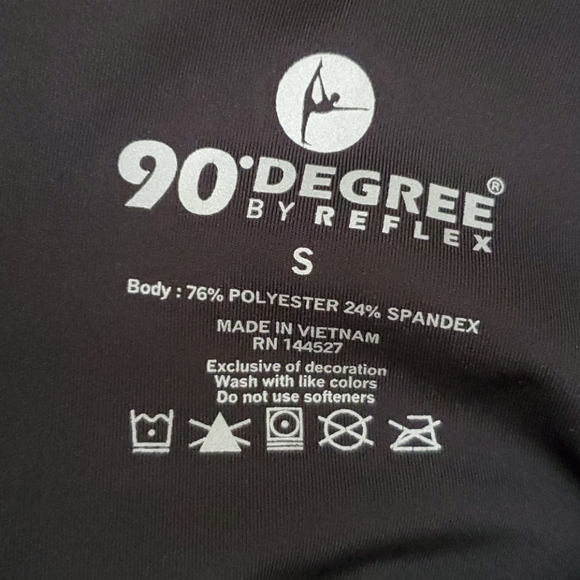 90° DEGREE®
BY REFLEX
S
Body : 76% POLYESTER 24% SPANDEX
MADE IN VIETNAM
RN 144527
Exclusive of decoration
Wash with like colors
Do not use softeners